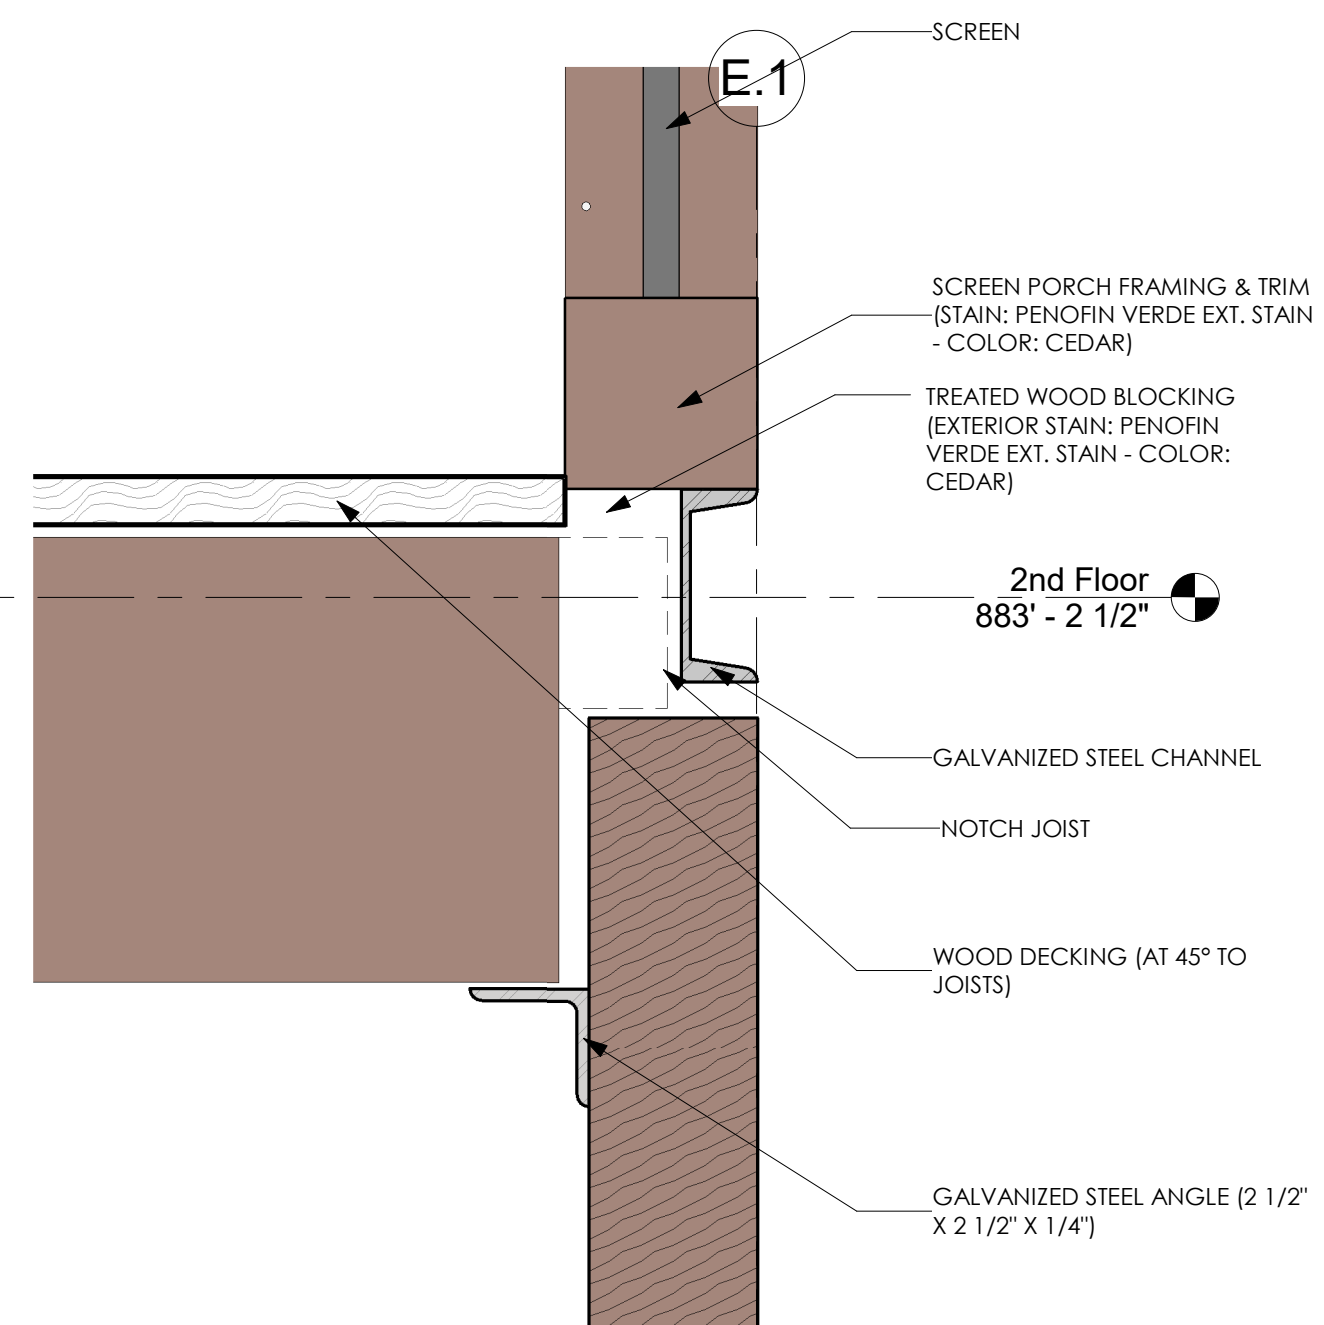 SCREEN
E.1
SCREEN PORCH FRAMING & TRIM
(STAIN: PENOFIN VERDE EXT. STAIN
- COLOR: CEDAR)
TREATED WOOD BLOCKING
(EXTERIOR STAIN: PENOFIN
VERDE EXT. STAIN - COLOR:
CEDAR)
2nd Floor
883' - 2 1/2"
GALVANIZED STEEL CHANNEL
NOTCH JOIST
WOOD DECKING (AT 45° TO
JOISTS)
GALVANIZED STEEL ANGLE (2 1/2"
X 2 1/2" X 1/4")